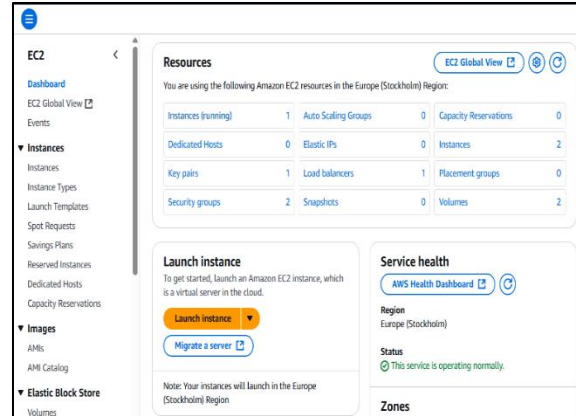 EC2
Dashboard
EC2 Global View
Events
Instances
Instances
Instance Types
Launch Templates
Spot Requests
Savings Plans
Reserved Instances
Dedicated Hosts
Capacity Reservations
Images
AMIs
AMI Catalog
Elastic Block Store
Volumes
Resources
EC2 Global View
You are using the following Amazon EC2 resources in the Europe (Stockholm) Region:
Instances (running) 1 Auto Scaling Groups 0 Capacity Reservations 0
Dedicated Hosts 0 Elastic IPs 0 Instances 2
Key pairs 1 Load balancers 1 Placement groups 0
Security groups 2 Snapshots 0 Volumes 2
Launch instance
To get started, launch an Amazon EC2 instance, which
is a virtual server in the cloud.
Launch instance
Migrate a server
Note: Your instances will launch in the Europe
(Stockholm) Region
Service health
AWS Health Dashboard
Region
Europe (Stockholm)
Status
This service is operating normally.
Zones